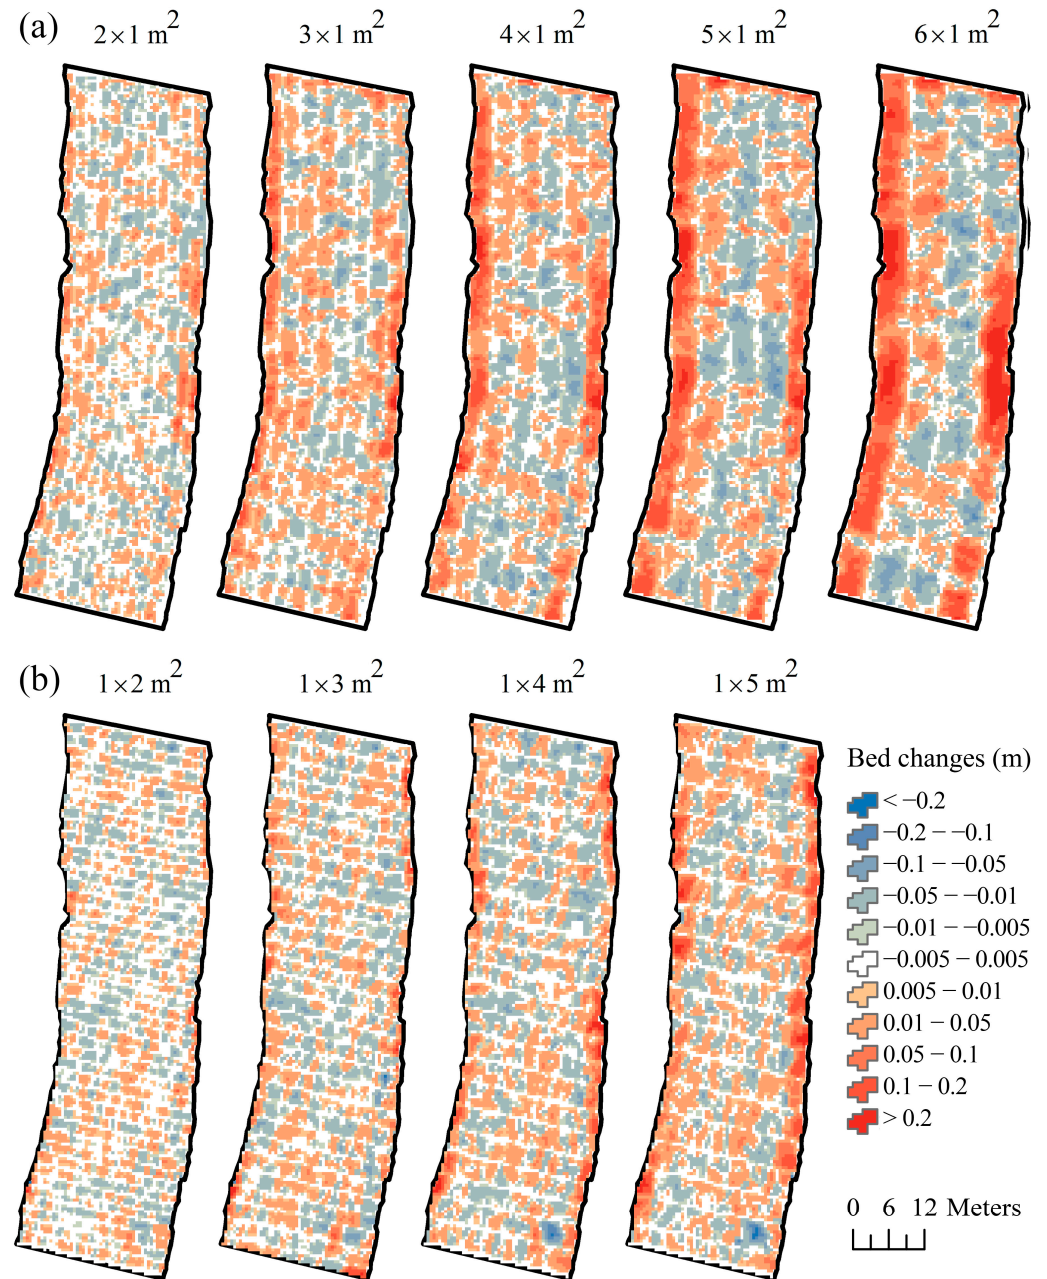 (a) 2×1 m² 3×1 m² 4×1 m² 5×1 m² 6×1 m²
(b) 1×2 m² 1×3 m² 1×4 m² 1×5 m²
Bed changes (m)
< −0.2
−0.2 − −0.1
−0.1 − −0.05
−0.05 − −0.01
−0.01 − −0.005
−0.005 − 0.005
0.005 − 0.01
0.01 − 0.05
0.05 − 0.1
0.1 − 0.2
> 0.2
0 6 12 Meters